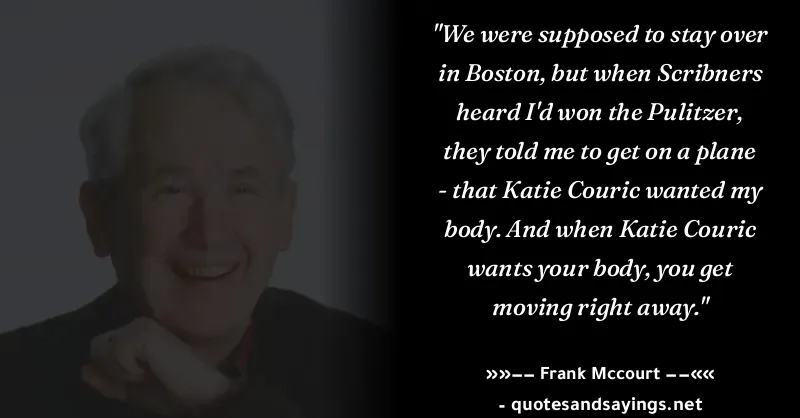 "We were supposed to stay over
in Boston, but when Scribners
heard I'd won the Pulitzer,
they told me to get on a plane
- that Katie Couric wanted my
body. And when Katie Couric
wants your body, you get
moving right away."
»»−− Frank Mccourt −−««
- quotesandsayings.net